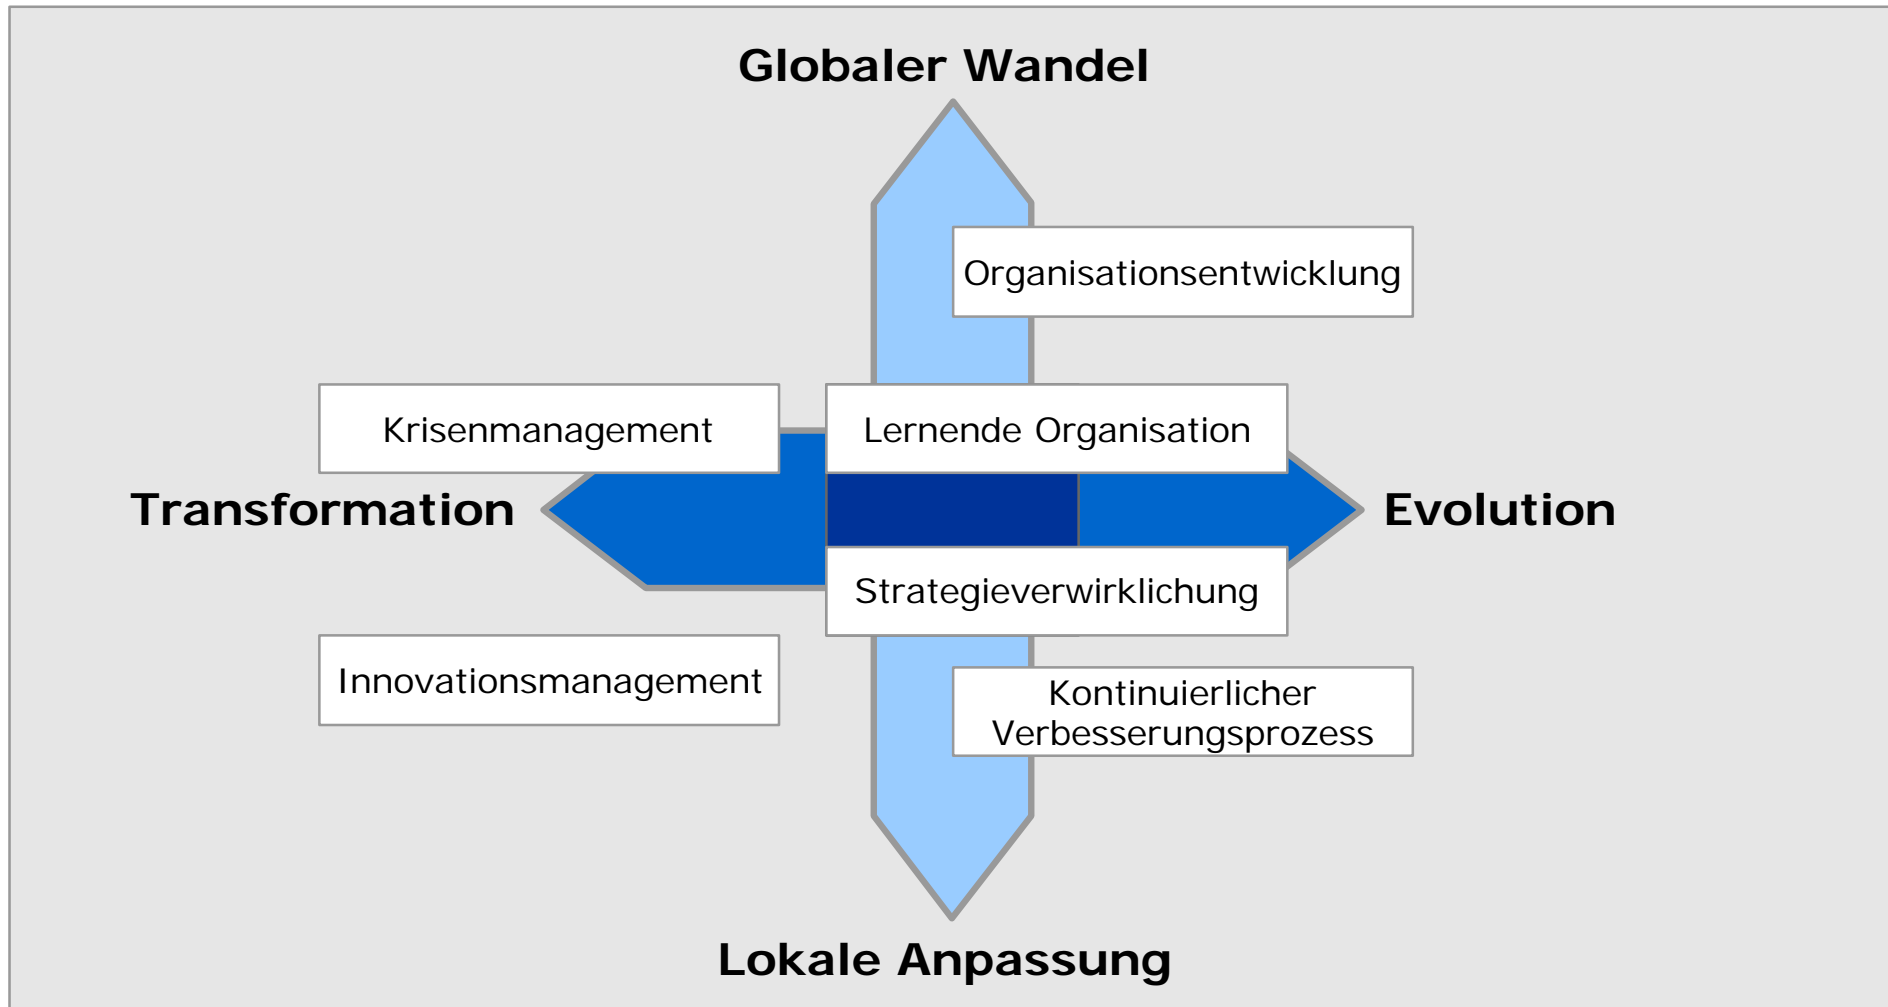 Globaler Wandel
Organisationsentwicklung
Krisenmanagement
Lernende Organisation
Transformation
Evolution
Strategieverwirklichung
Innovationsmanagement
Kontinuierlicher
Verbesserungsprozess
Lokale Anpassung